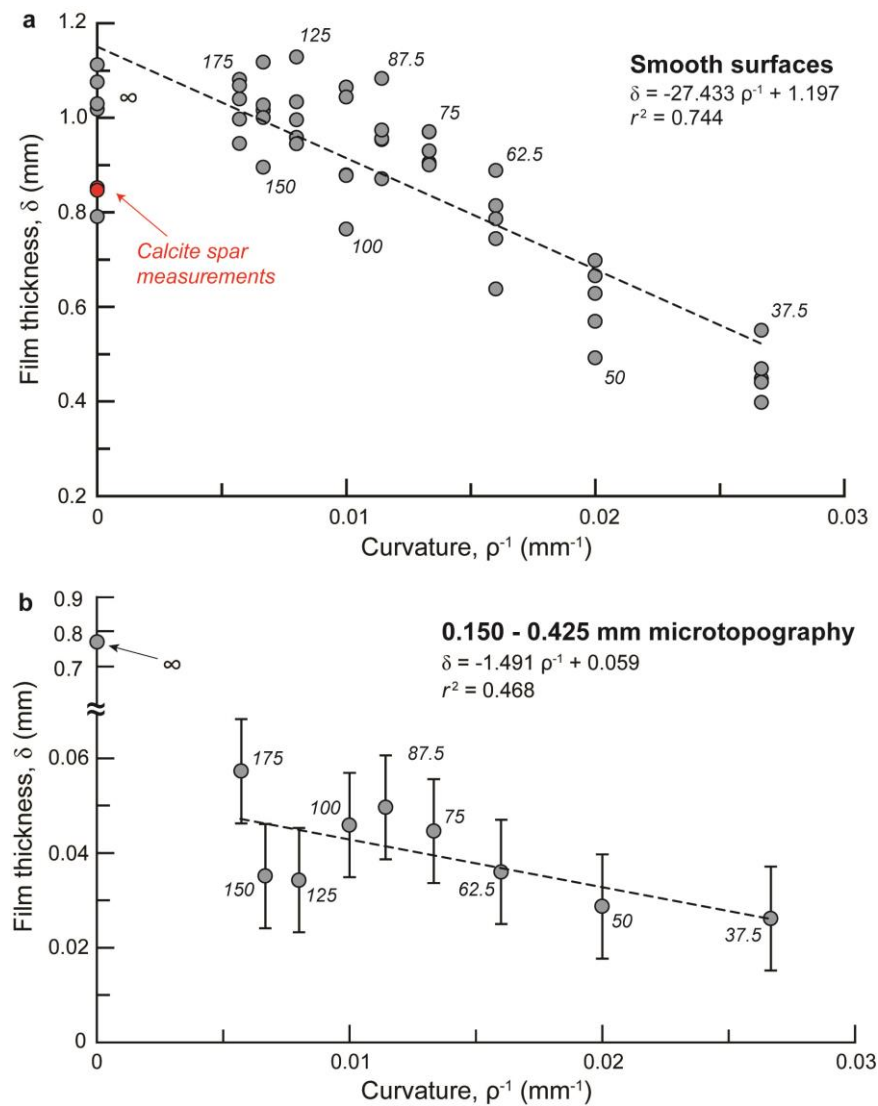 a
1.2
1.0
0.8
0.6
0.4
0.2
Film thickness, δ (mm)
175
125
87.5
∞
75
150
62.5
100
50
37.5
Smooth surfaces
δ = -27.433 ρ⁻¹ + 1.197
r² = 0.744
Calcite spar
measurements
0
0.01
0.02
0.03
Curvature, ρ⁻¹ (mm⁻¹)
b
0.9
0.8
0.7
0.06
0.04
0.02
0
Film thickness, δ (mm)
∞
0.150 - 0.425 mm microtopography
δ = -1.491 ρ⁻¹ + 0.059
r² = 0.468
175
87.5
100
75
150
125
62.5
50
37.5
0
0.01
0.02
0.03
Curvature, ρ⁻¹ (mm⁻¹)